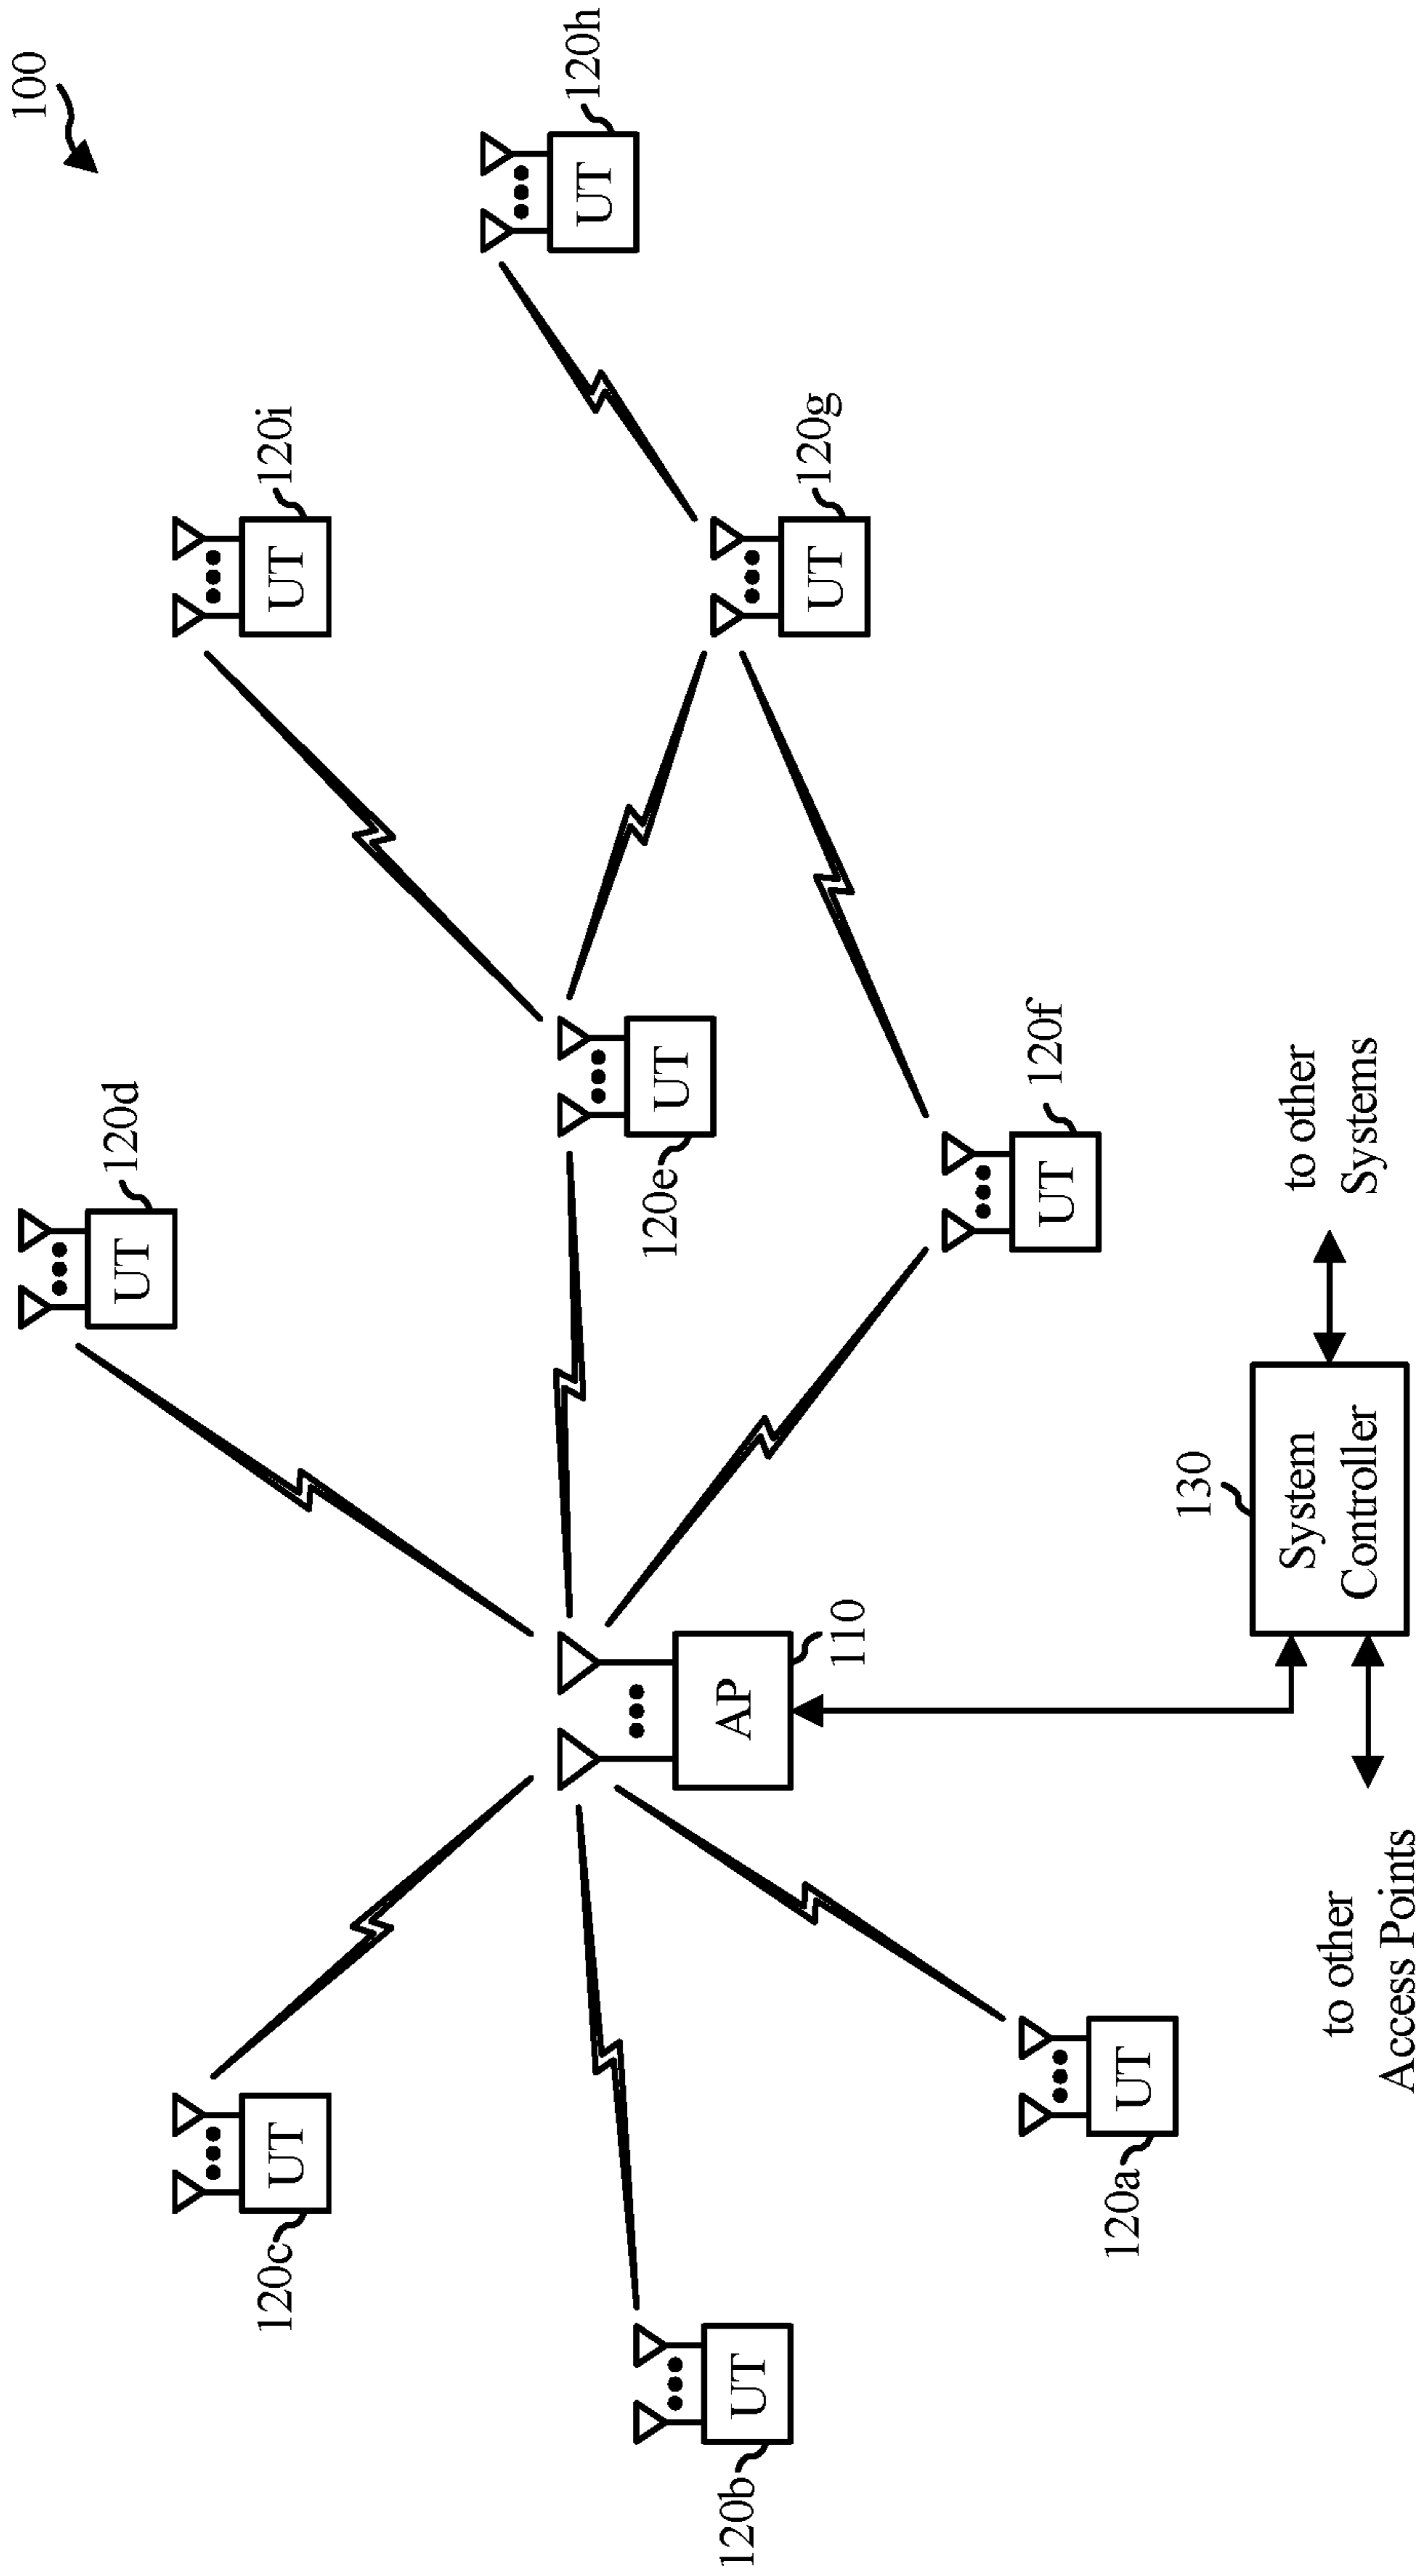 100
120d
UT
120c
UT
120i
UT
120h
UT
120e
UT
120b
UT
AP
110
120g
UT
120f
UT
120a
UT
130
System
Controller
to other
Systems
to other
Access Points